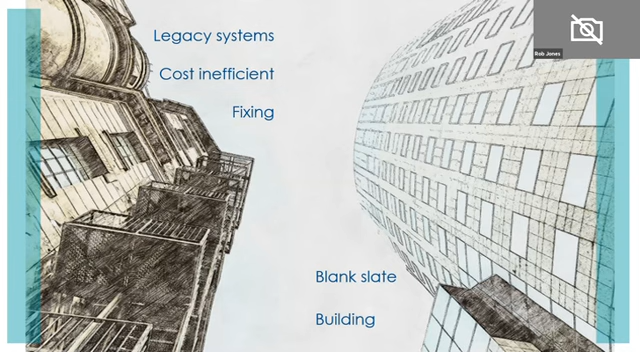 Legacy systems
Cost inefficient
Fixing
Rob Jones
Blank slate
Building